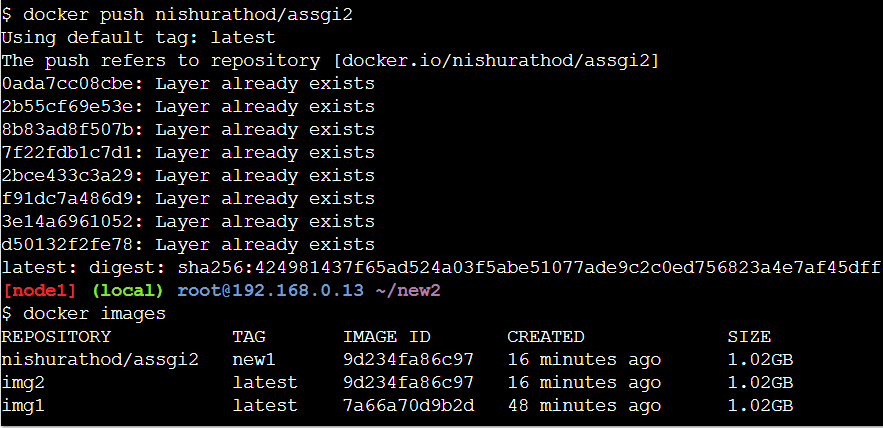 $ docker push nishurathod/assgi2
Using default tag: latest
The push refers to repository [docker.io/nishurathod/assgi2]
0ada7cc08cbe: Layer already exists
2b55cf69e53e: Layer already exists
8b83ad8f507b: Layer already exists
7f22fdb1c7d1: Layer already exists
2bce433c3a29: Layer already exists
f91dc7a486d9: Layer already exists
3e14a6961052: Layer already exists
d50132f2fe78: Layer already exists
latest: digest: sha256:424981437f65ad524a03f5abe51077ade9c2c0ed756823a4e7af45dff
[node1] (local) root@192.168.0.13 ~/new2
$ docker images
REPOSITORY TAG IMAGE ID CREATED SIZE
nishurathod/assgi2 new1 9d234fa86c97 16 minutes ago 1.02GB
img2 latest 9d234fa86c97 16 minutes ago 1.02GB
img1 latest 7a66a70d9b2d 48 minutes ago 1.02GB